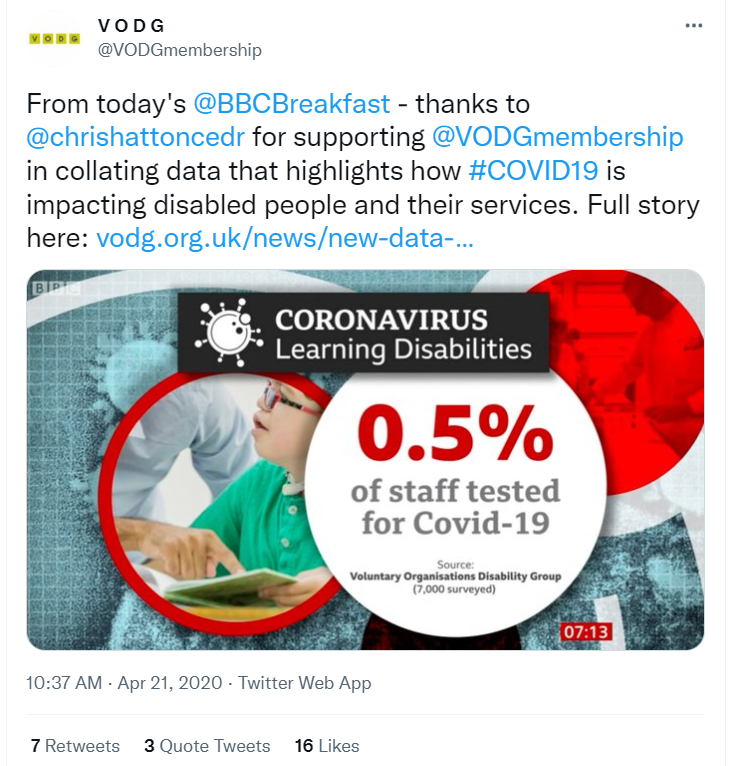 V O D G
VODG
@VODGmembership
From today's @BBCBreakfast - thanks to
@chrishattoncedr for supporting @VODGmembership
in collating data that highlights how #COVID19 is
impacting disabled people and their services. Full story
here: vodg.org.uk/news/new-data-...
BBC
CORONAVIRUS
Learning Disabilities
0.5%
of staff tested
for Covid-19
Source:
Voluntary Organisations Disability Group
(7,000 surveyed)
07:13
10:37 AM · Apr 21, 2020 · Twitter Web App
7 Retweets 3 Quote Tweets 16 Likes